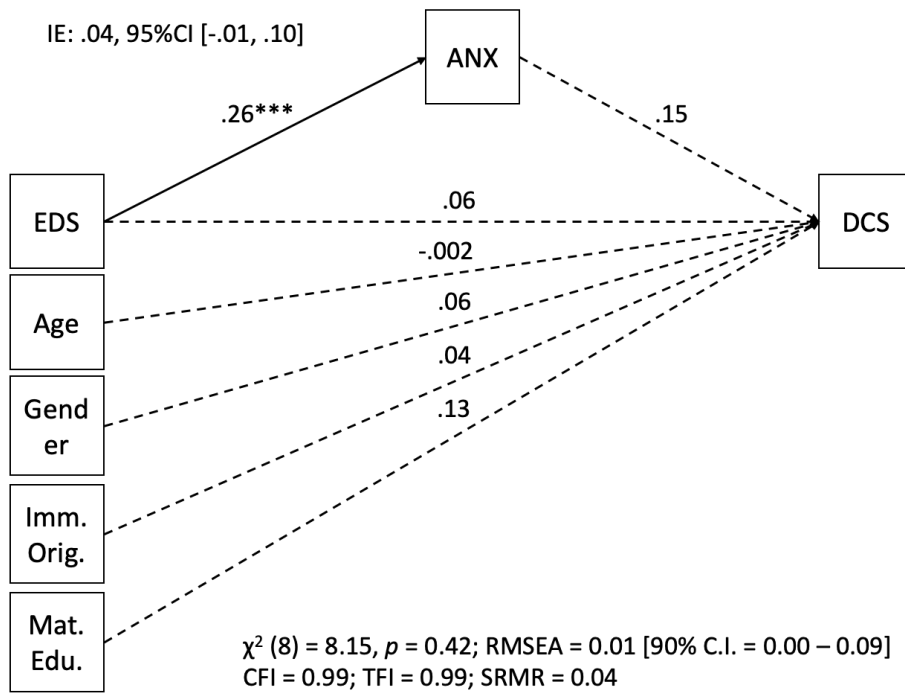 IE: .04, 95%CI [-.01, .10]
ANX
.26***
.15
EDS
.06
DCS
-.002
Age
.06
.04
Gend
er
.13
Imm.
Orig.
Mat.
Edu.
χ² (8) = 8.15, p = 0.42; RMSEA = 0.01 [90% C.I. = 0.00 – 0.09]
CFI = 0.99; TFI = 0.99; SRMR = 0.04